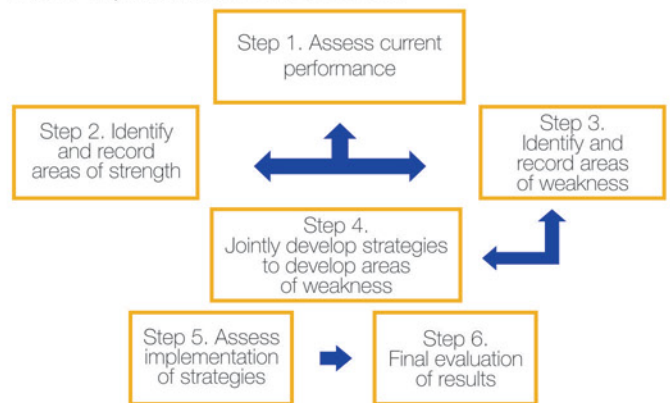 Step 1. Assess current
performance
Step 2. Identify
and record
areas of strength
Step 3.
Identify and
record areas
of weakness
Step 4.
Jointly develop strategies
to develop areas
of weakness
Step 5. Assess
implementation
of strategies
Step 6.
Final evaluation
of results